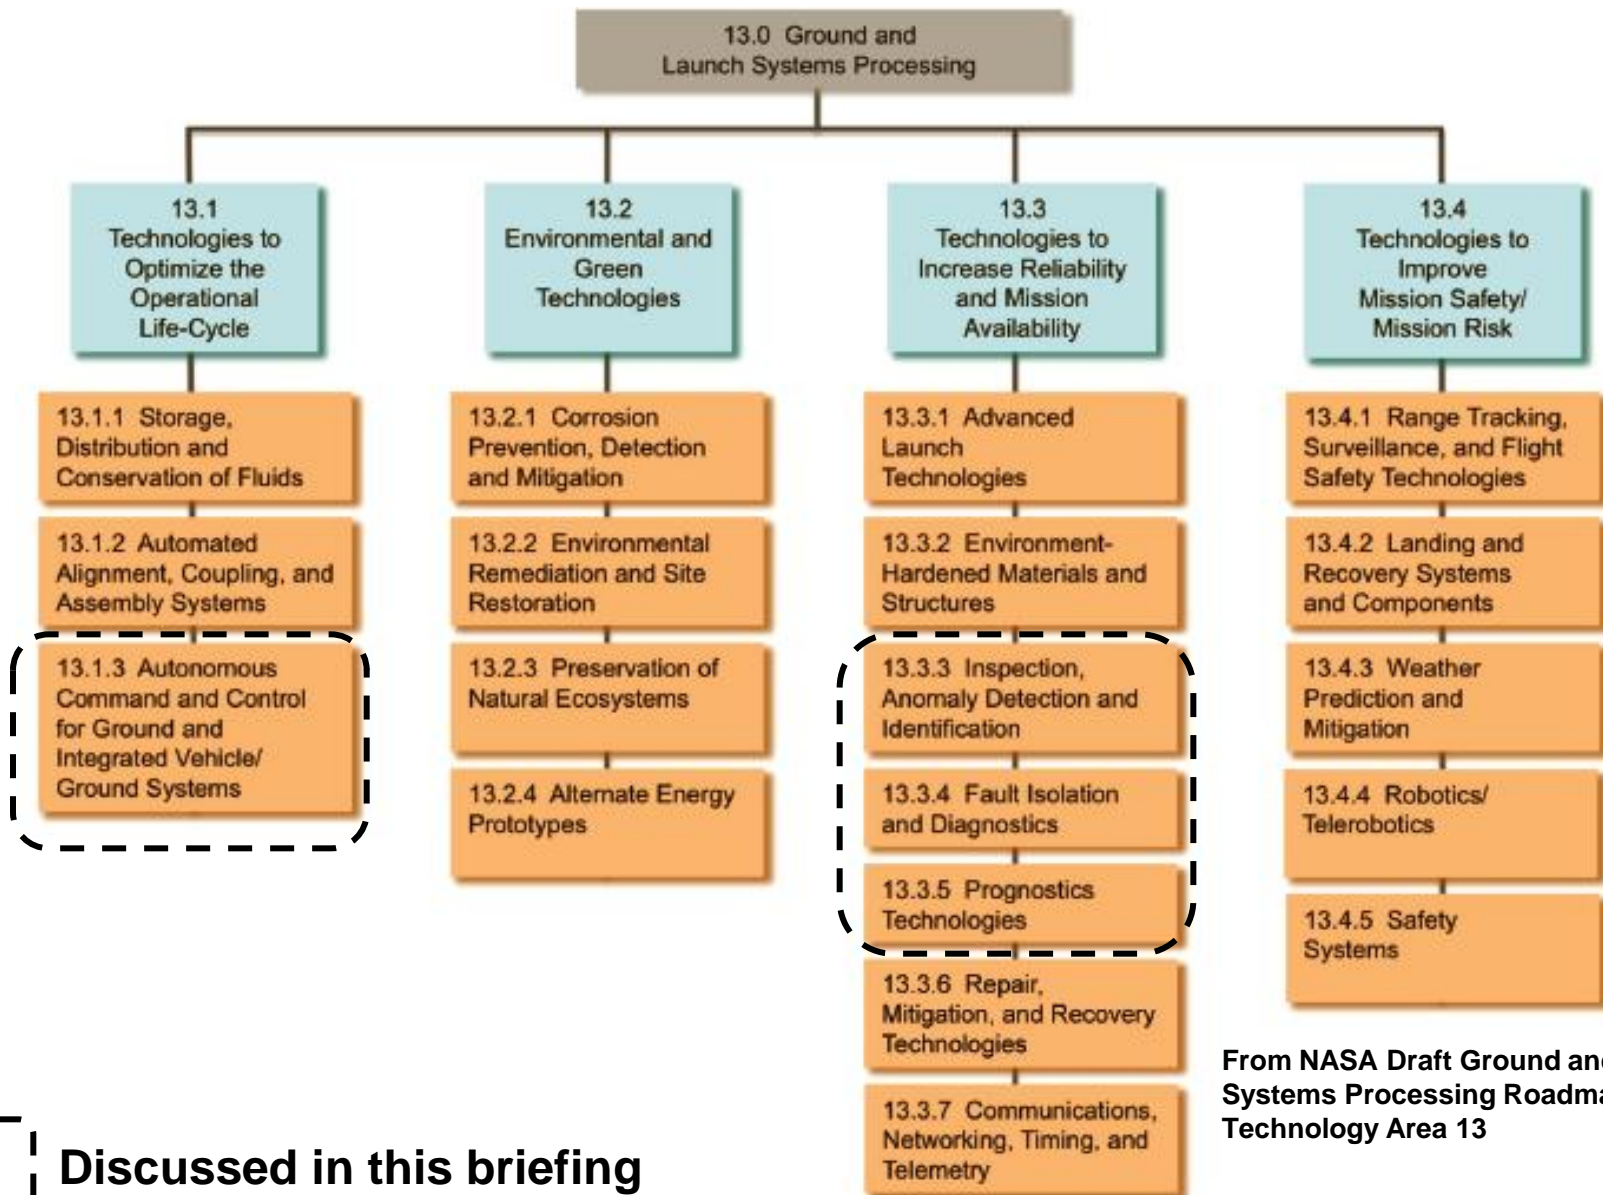 13.0 Ground and
Launch Systems Processing
13.1
Technologies to
Optimize the
Operational
Life-Cycle
13.1.1 Storage,
Distribution and
Conservation of Fluids
13.1.2 Automated
Alignment, Coupling, and
Assembly Systems
13.1.3 Autonomous
Command and Control
for Ground and
Integrated Vehicle/
Ground Systems
13.2
Environmental and
Green
Technologies
13.2.1 Corrosion
Prevention, Detection
and Mitigation
13.2.2 Environmental
Remediation and Site
Restoration
13.2.3 Preservation of
Natural Ecosystems
13.2.4 Alternate Energy
Prototypes
13.3
Technologies to
Increase Reliability
and Mission
Availability
13.3.1 Advanced
Launch
Technologies
13.3.2 Environment-
Hardened Materials and
Structures
13.3.3 Inspection,
Anomaly Detection and
Identification
13.3.4 Fault Isolation
and Diagnostics
13.3.5 Prognostics
Technologies
13.3.6 Repair,
Mitigation, and Recovery
Technologies
13.3.7 Communications,
Networking, Timing, and
Telemetry
13.4
Technologies to
Improve
Mission Safety/
Mission Risk
13.4.1 Range Tracking,
Surveillance, and Flight
Safety Technologies
13.4.2 Landing and
Recovery Systems
and Components
13.4.3 Weather
Prediction and
Mitigation
13.4.4 Robotics/
Telerobotics
13.4.5 Safety
Systems
From NASA Draft Ground an
Systems Processing Roadma
Technology Area 13
Discussed in this briefing